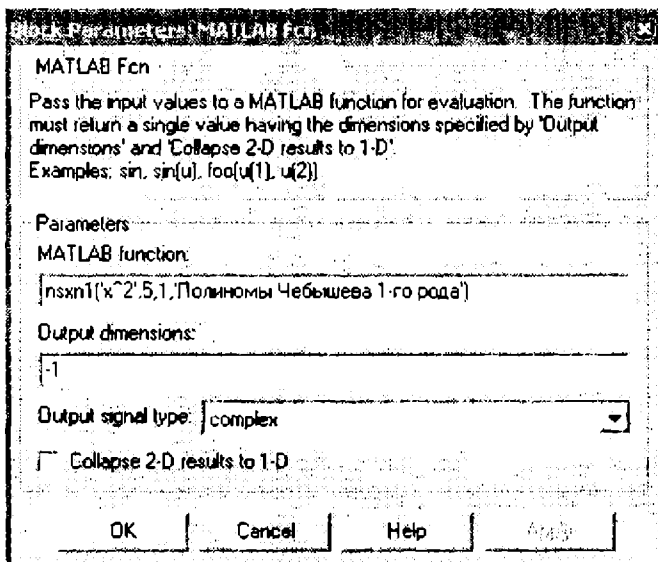 Block Parameters: MATLAB Fcn
MATLAB Fcn
Pass the input values to a MATLAB function for evaluation. The function
must return a single value having the dimensions specified by 'Output
dimensions' and 'Collapse 2-D results to 1-D'.
Examples: sin, sin(u), foo(u(1), u(2))
Parameters
MATLAB function:
nsxn1('x^2',5,1,'Полиномы Чебышева 1-го рода')
Output dimensions:
-1
Output signal type: complex
Collapse 2-D results to 1-D
OK Cancel Help Apply